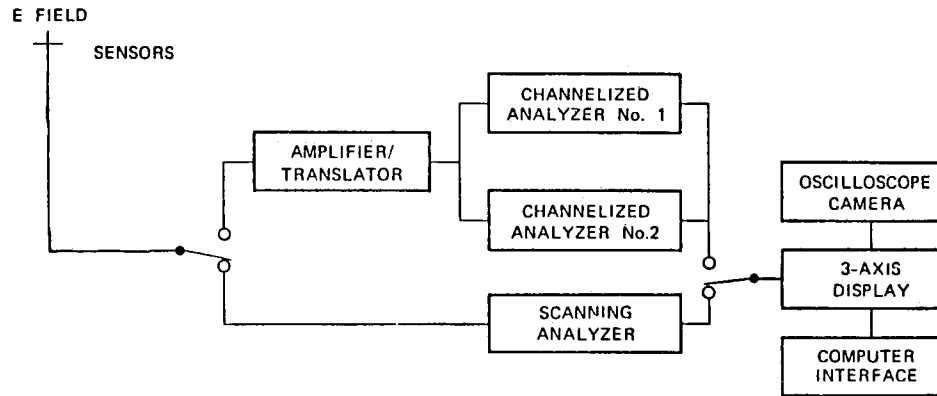 E FIELD
SENSORS
AMPLIFIER/
TRANSLATOR
CHANNELIZED
ANALYZER No. 1
CHANNELIZED
ANALYZER No.2
SCANNING
ANALYZER
OSCILLOSCOPE
CAMERA
3-AXIS
DISPLAY
COMPUTER
INTERFACE